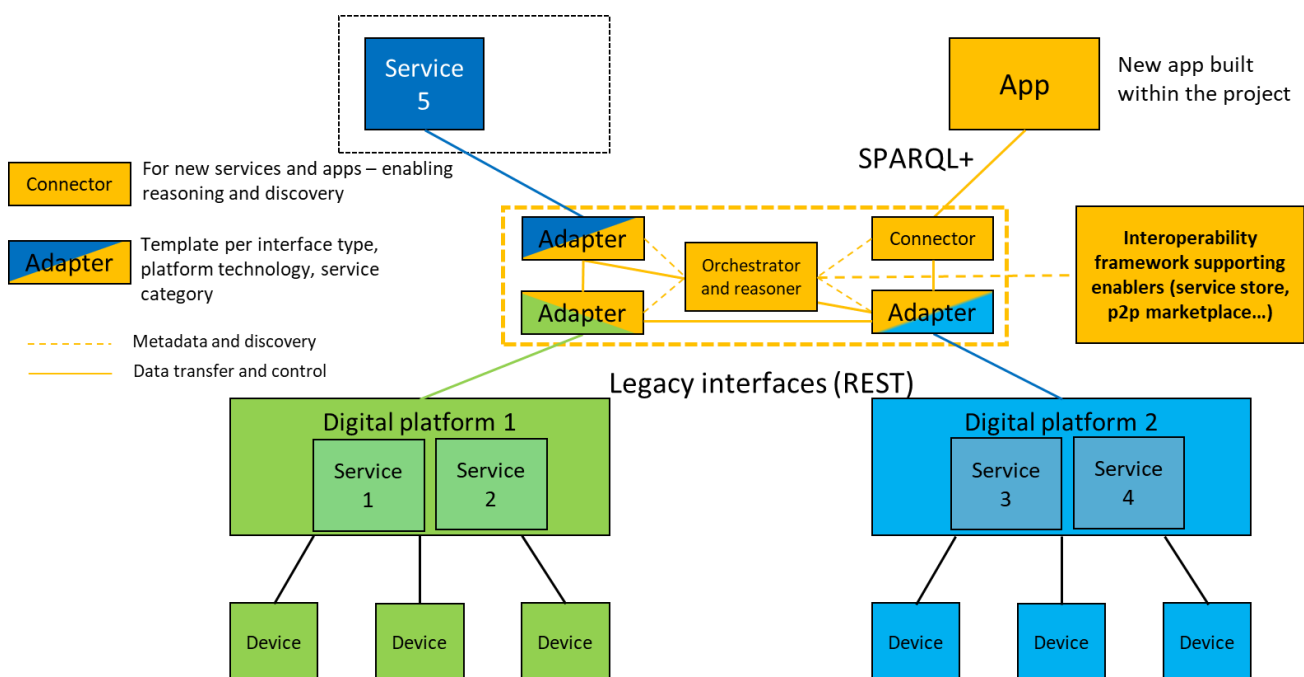 Service
5
App
New app built
within the project
SPARQL+
Connector
For new services and apps – enabling
reasoning and discovery
Adapter
Template per interface type,
platform technology, service
category
Metadata and discovery
Data transfer and control
Adapter
Connector
Orchestrator
and reasoner
Adapter
Adapter
Interoperability
framework supporting
enablers (service store,
p2p marketplace...)
Legacy interfaces (REST)
Digital platform 1
Service
1
Service
2
Digital platform 2
Service
3
Service
4
Device
Device
Device
Device
Device
Device